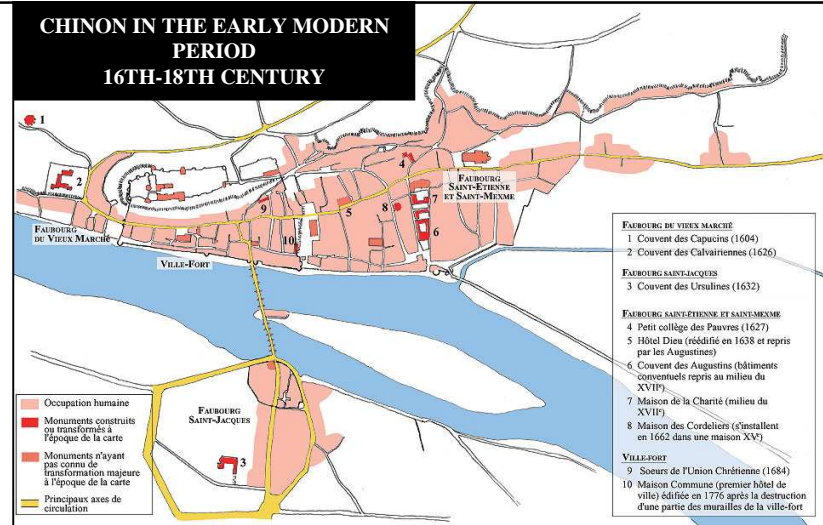 CHINON IN THE EARLY MODERN
PERIOD
16TH-18TH CENTURY
1
2
3
4
5
6
7
8
9
10
FAUBOURG
DU VIEUX MARCHÉ
VILLE-FORT
FAUBOURG
SAINT-ETIENNE
ET SAINT-MEXME
FAUBOURG
SAINT-JACQUES
Occupation humaine
Monuments construits
ou transformés à
l'époque de la carte
Monuments n'ayant
pas connu de
transformation majeure
à l'époque de la carte
Principaux axes de
circulation
FAUBOURG DU VIEUX MARCHÉ
1 Couvent des Capucins (1604)
2 Couvent des Calvairiennes (1626)
FAUBOURG SAINT-JACQUES
3 Couvent des Ursulines (1632)
FAUBOURG SAINT-ÉTIENNE ET SAINT-MEXME
4 Petit collège des Pauvres (1627)
5 Hôtel Dieu (réédifié en 1638 et repris
par les Augustines)
6 Couvent des Augustins (bâtiments
conventuels repris au milieu du
XVIIe)
7 Maison de la Charité (milieu du
XVIIe)
8 Maison des Cordeliers (s'installent
en 1662 dans une maison XVe)
VILLE-FORT
9 Soeurs de l'Union Chrétienne (1684)
10 Maison Commune (premier hôtel de
ville) édifiée en 1776 après la destruction
d'une partie des murailles de la ville-fort